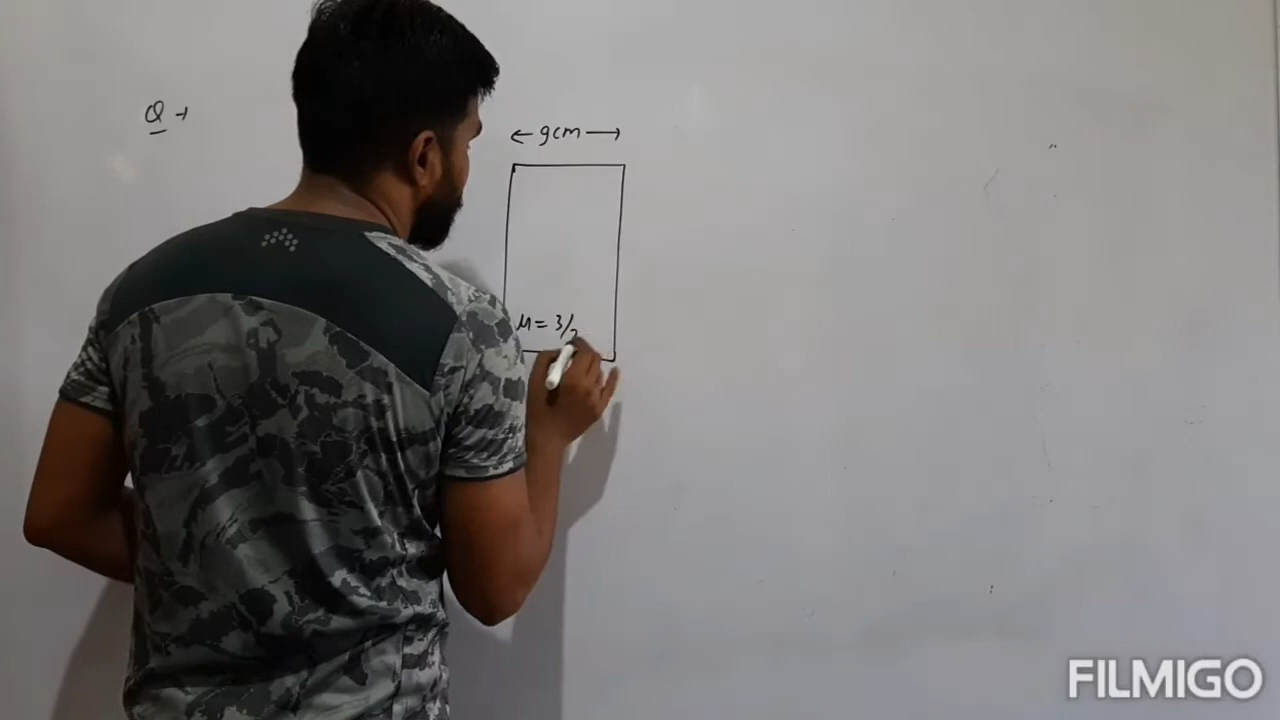 Q →
← 9cm →
μ = 3/2
FILMIGO